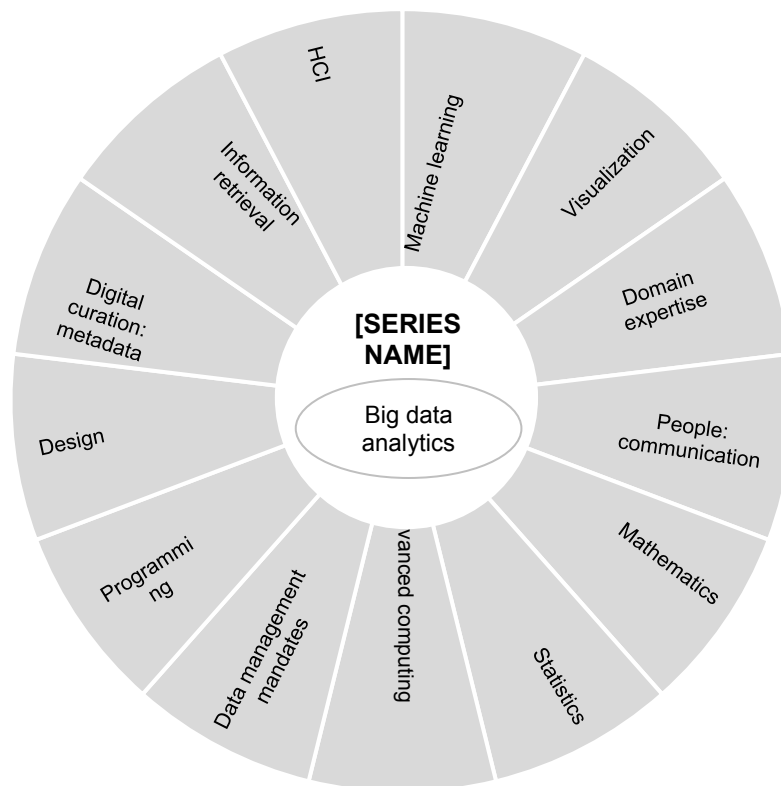 HCI
Machine learning
Visualization
Domain
expertise
People:
communication
Mathematics
Statistics
vanced computing
Data management
mandates
Programmi
ng
Design
Digital
curation:
metadata
Information
retrieval
[SERIES
NAME]
Big data
analytics